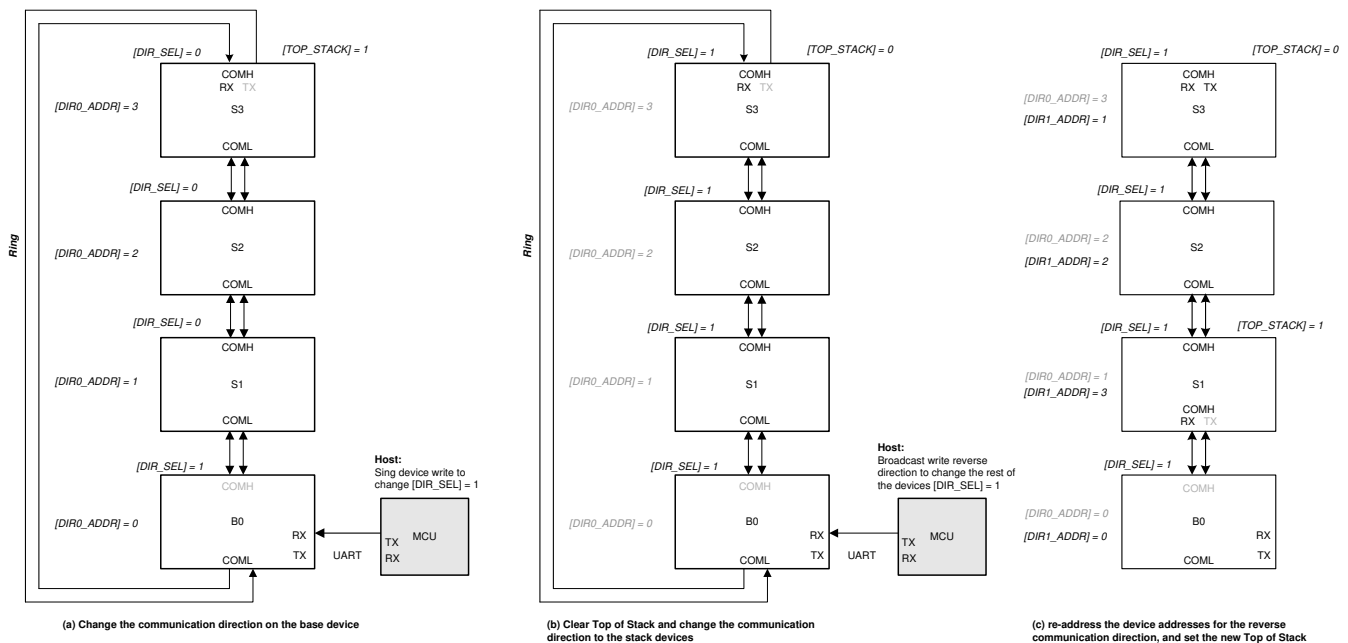 [DIR_SEL] = 0
[TOP_STACK] = 1
COMH
RX TX
[DIR0_ADDR] = 3
S3
COML
[DIR_SEL] = 0
COMH
Ring
[DIR0_ADDR] = 2
S2
COML
[DIR_SEL] = 0
COMH
[DIR0_ADDR] = 1
S1
COML
[DIR_SEL] = 1
Host:
Sing device write to
change [DIR_SEL] = 1
COMH
[DIR0_ADDR] = 0
B0
RX
TX
COML
UART
TX
MCU
RX
(a) Change the communication direction on the base device
[DIR_SEL] = 1
[TOP_STACK] = 0
COMH
RX TX
[DIR0_ADDR] = 3
S3
COML
[DIR_SEL] = 1
COMH
Ring
[DIR0_ADDR] = 2
S2
COML
[DIR_SEL] = 1
COMH
[DIR0_ADDR] = 1
S1
COML
[DIR_SEL] = 1
Host:
Broadcast write reverse
direction to change the rest of
the devices [DIR_SEL] = 1
COMH
[DIR0_ADDR] = 0
B0
RX
TX
COML
UART
TX
MCU
RX
(b) Clear Top of Stack and change the communication
direction to the stack devices
[DIR_SEL] = 1
[TOP_STACK] = 0
COMH
RX TX
[DIR0_ADDR] = 3
[DIR1_ADDR] = 1
S3
COML
[DIR_SEL] = 1
COMH
[DIR0_ADDR] = 2
[DIR1_ADDR] = 2
S2
COML
[DIR_SEL] = 1
[TOP_STACK] = 1
COMH
[DIR0_ADDR] = 1
[DIR1_ADDR] = 3
S1
COMH
RX TX
[DIR_SEL] = 1
COMH
[DIR0_ADDR] = 0
[DIR1_ADDR] = 0
B0
RX
TX
COML
(c) re-address the device addresses for the reverse
communication direction, and set the new Top of Stack